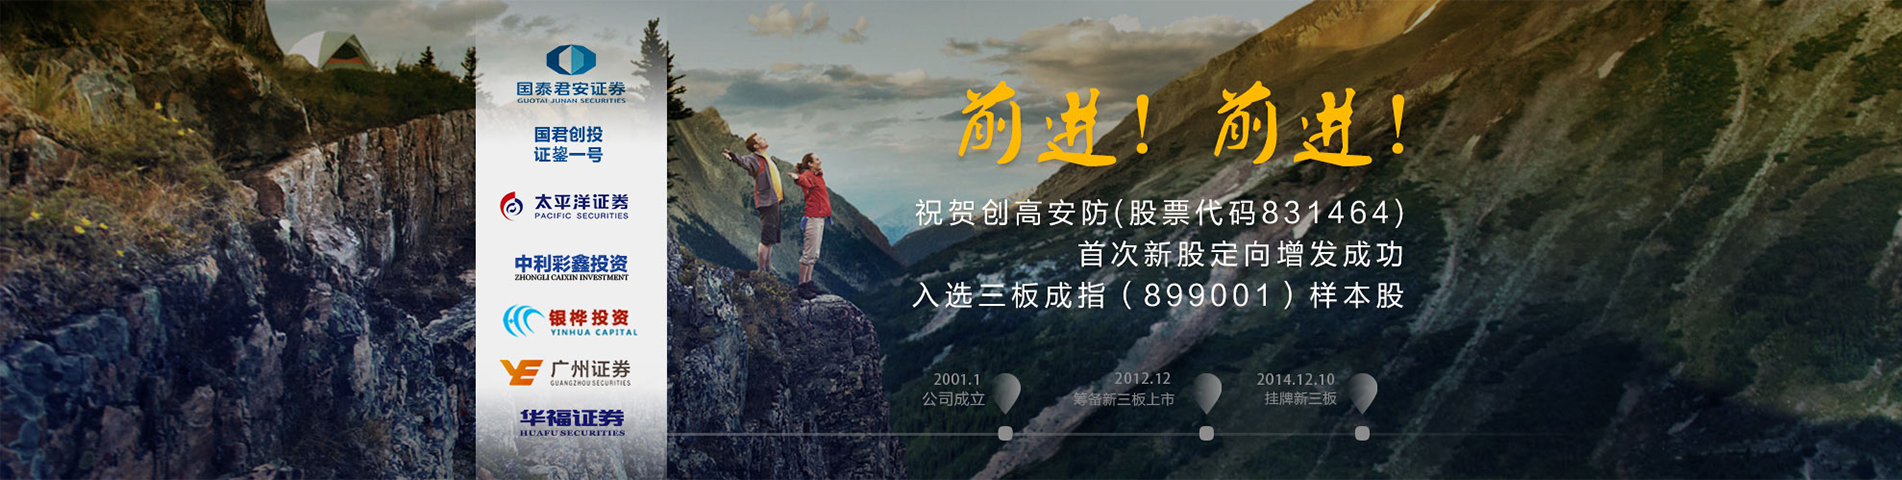 国泰君安证券
GUOTAI JUNAN SECURITIES
国君创投
证鋆一号
太平洋证券
PACIFIC SECURITIES
中利彩鑫投资
ZHONGLI CAIXIN INVESTMENT
银桦投资
YINHUA CAPITAL
广州证券
GUANGZHOU SECURITIES
华福证券
HUAFU SECURITIES
前进！前进！
祝贺创高安防(股票代码831464)
首次新股定向增发成功
入选三板成指（899001）样本股
2001.1
公司成立
2012.12
筹备新三板上市
2014.12.10
挂牌新三板